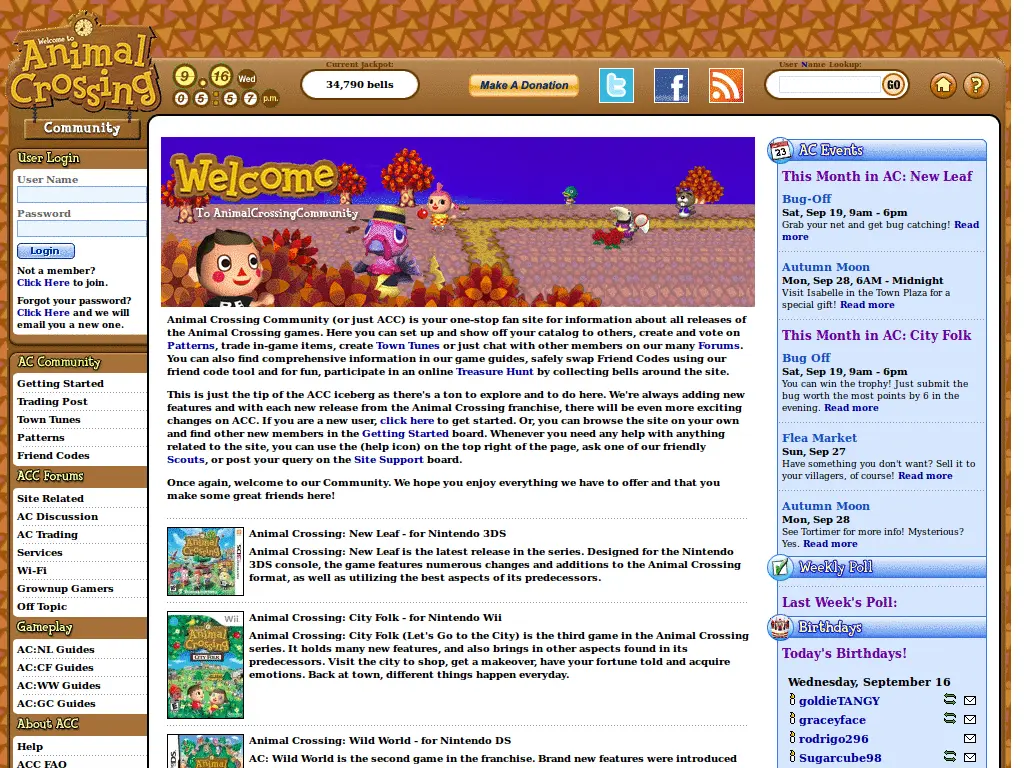 Welcome to
Animal
Crossing
Community
9 . 16 Wed
0 5 : 5 7 p.m.
Current Jackpot:
34,790 bells
Make A Donation
User Name Lookup:
GO
?
User Login
User Name
Password
Login
Not a member?
Click Here to join.
Forgot your password?
Click Here and we will
email you a new one.
AC Community
Getting Started
Trading Post
Town Tunes
Patterns
Friend Codes
ACC Forums
Site Related
AC Discussion
AC Trading
Services
Wi-Fi
Grownup Gamers
Off Topic
Gameplay
AC:NL Guides
AC:CF Guides
AC:WW Guides
AC:GC Guides
About ACC
Help
ACC FAQ
Welcome
To AnimalCrossingCommunity
Animal Crossing Community (or just ACC) is your one-stop fan site for information about all releases of
the Animal Crossing games. Here you can set up and show off your catalog to others, create and vote on
Patterns, trade in-game items, create Town Tunes or just chat with other members on our many Forums.
You can also find comprehensive information in our game guides, safely swap Friend Codes using our
friend code tool and for fun, participate in an online Treasure Hunt by collecting bells around the site.
This is just the tip of the ACC iceberg as there's a ton to explore and to do here. We're always adding new
features and with each new release from the Animal Crossing franchise, there will be even more exciting
changes on ACC. If you are a new user, click here to get started. Or, you can browse the site on your own
and find other new members in the Getting Started board. Whenever you need any help with anything
related to the site, you can use the (help icon) on the top right of the page, ask one of our friendly
Scouts, or post your query on the Site Support board.
Once again, welcome to our Community. We hope you enjoy everything we have to offer and that you
make some great friends here!
Animal Crossing: New Leaf - for Nintendo 3DS
Animal Crossing: New Leaf is the latest release in the series. Designed for the Nintendo
3DS console, the game features numerous changes and additions to the Animal Crossing
format, as well as utilizing the best aspects of its predecessors.
Wii
Animal
Crossing
CITY FOLK
Animal Crossing: City Folk - for Nintendo Wii
Animal Crossing: City Folk (Let's Go to the City) is the third game in the Animal Crossing
series. It holds many new features, and also brings in other aspects found in its
predecessors. Visit the city to shop, get a makeover, have your fortune told and acquire
emotions. Back at town, different things happen everyday.
Animal Crossing: Wild World - for Nintendo DS
AC: Wild World is the second game in the franchise. Brand new features were introduced
23
AC Events
This Month in AC: New Leaf
Bug-Off
Sat, Sep 19, 9am - 6pm
Grab your net and get bug catching! Read
more
Autumn Moon
Mon, Sep 28, 6AM - Midnight
Visit Isabelle in the Town Plaza for a
special gift! Read more
This Month in AC: City Folk
Bug Off
Sat, Sep 19, 9am - 6pm
You can win the trophy! Just submit the
bug worth the most points by 6 in the
evening. Read more
Flea Market
Sun, Sep 27
Have something you don't want? Sell it to
your villagers, of course! Read more
Autumn Moon
Mon, Sep 28
See Tortimer for more info! Mysterious?
Yes. Read more
Weekly Poll
Last Week's Poll:
Birthdays
Today's Birthdays!
Wednesday, September 16
goldieTANGY
graceyface
rodrigo296
Sugarcube98